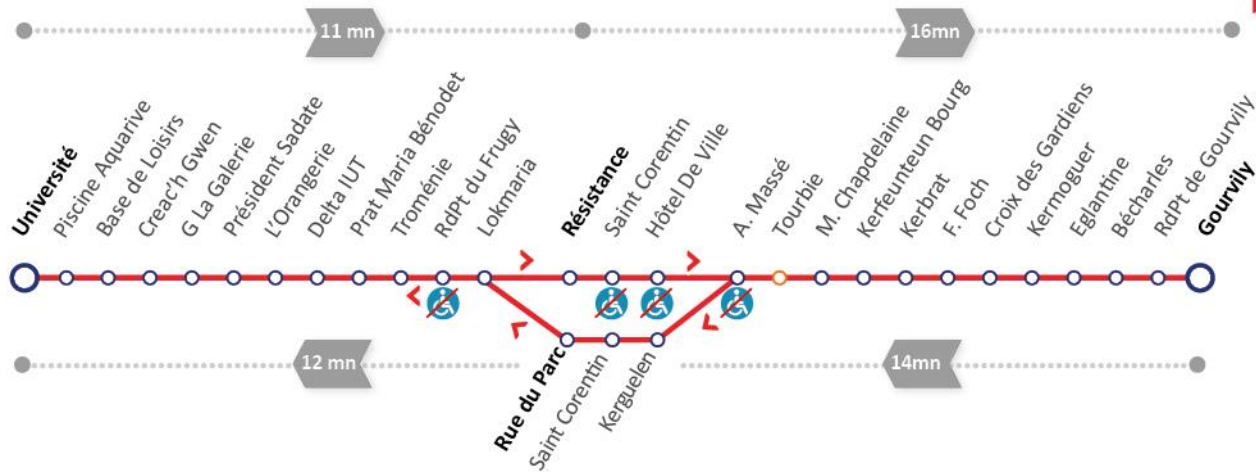 11 mn
16mn
Université
Piscine Aquarive
Base de Loisirs
Creac'h Gwen
G La Galerie
Président Sadate
L'Orangerie
Delta IUT
Prat Maria Bénodet
Troménie
RdPt du Frugy
Lokmaria
Résistance
Saint Corentin
Hôtel De Ville
A. Massé
Tourbie
M. Chapdelaine
Kerfeunteun Bourg
Kerbrat
F. Foch
Croix des Gardiens
Kermoguer
Eglantine
Bécharles
RdPt de Gourvily
Gourvily
Rue du Parc
Saint Corentin
Kerguelen
12 mn
14mn